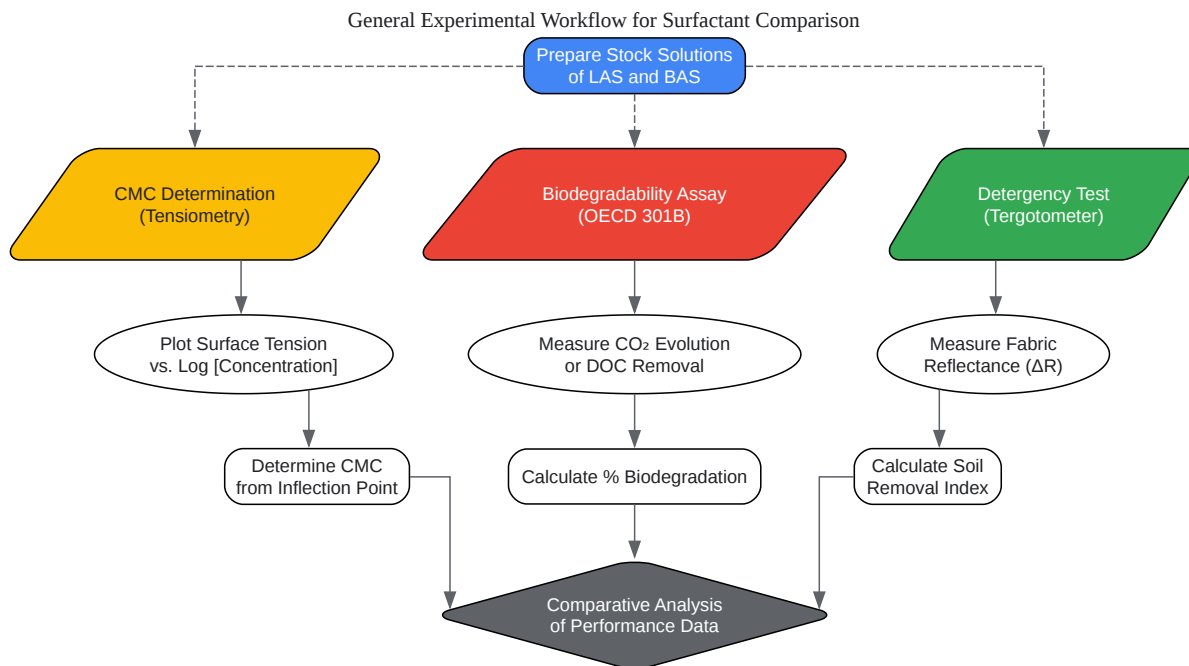 General Experimental Workflow for Surfactant Comparison
Prepare Stock Solutions
of LAS and BAS
CMC Determination
(Tensiometry)
Biodegradability Assay
(OECD 301B)
Detergency Test
(Tergotometer)
Plot Surface Tension
vs. Log [Concentration]
Measure CO₂ Evolution
or DOC Removal
Measure Fabric
Reflectance (ΔR)
Determine CMC
from Inflection Point
Calculate % Biodegradation
Calculate Soil
Removal Index
Comparative Analysis
of Performance Data